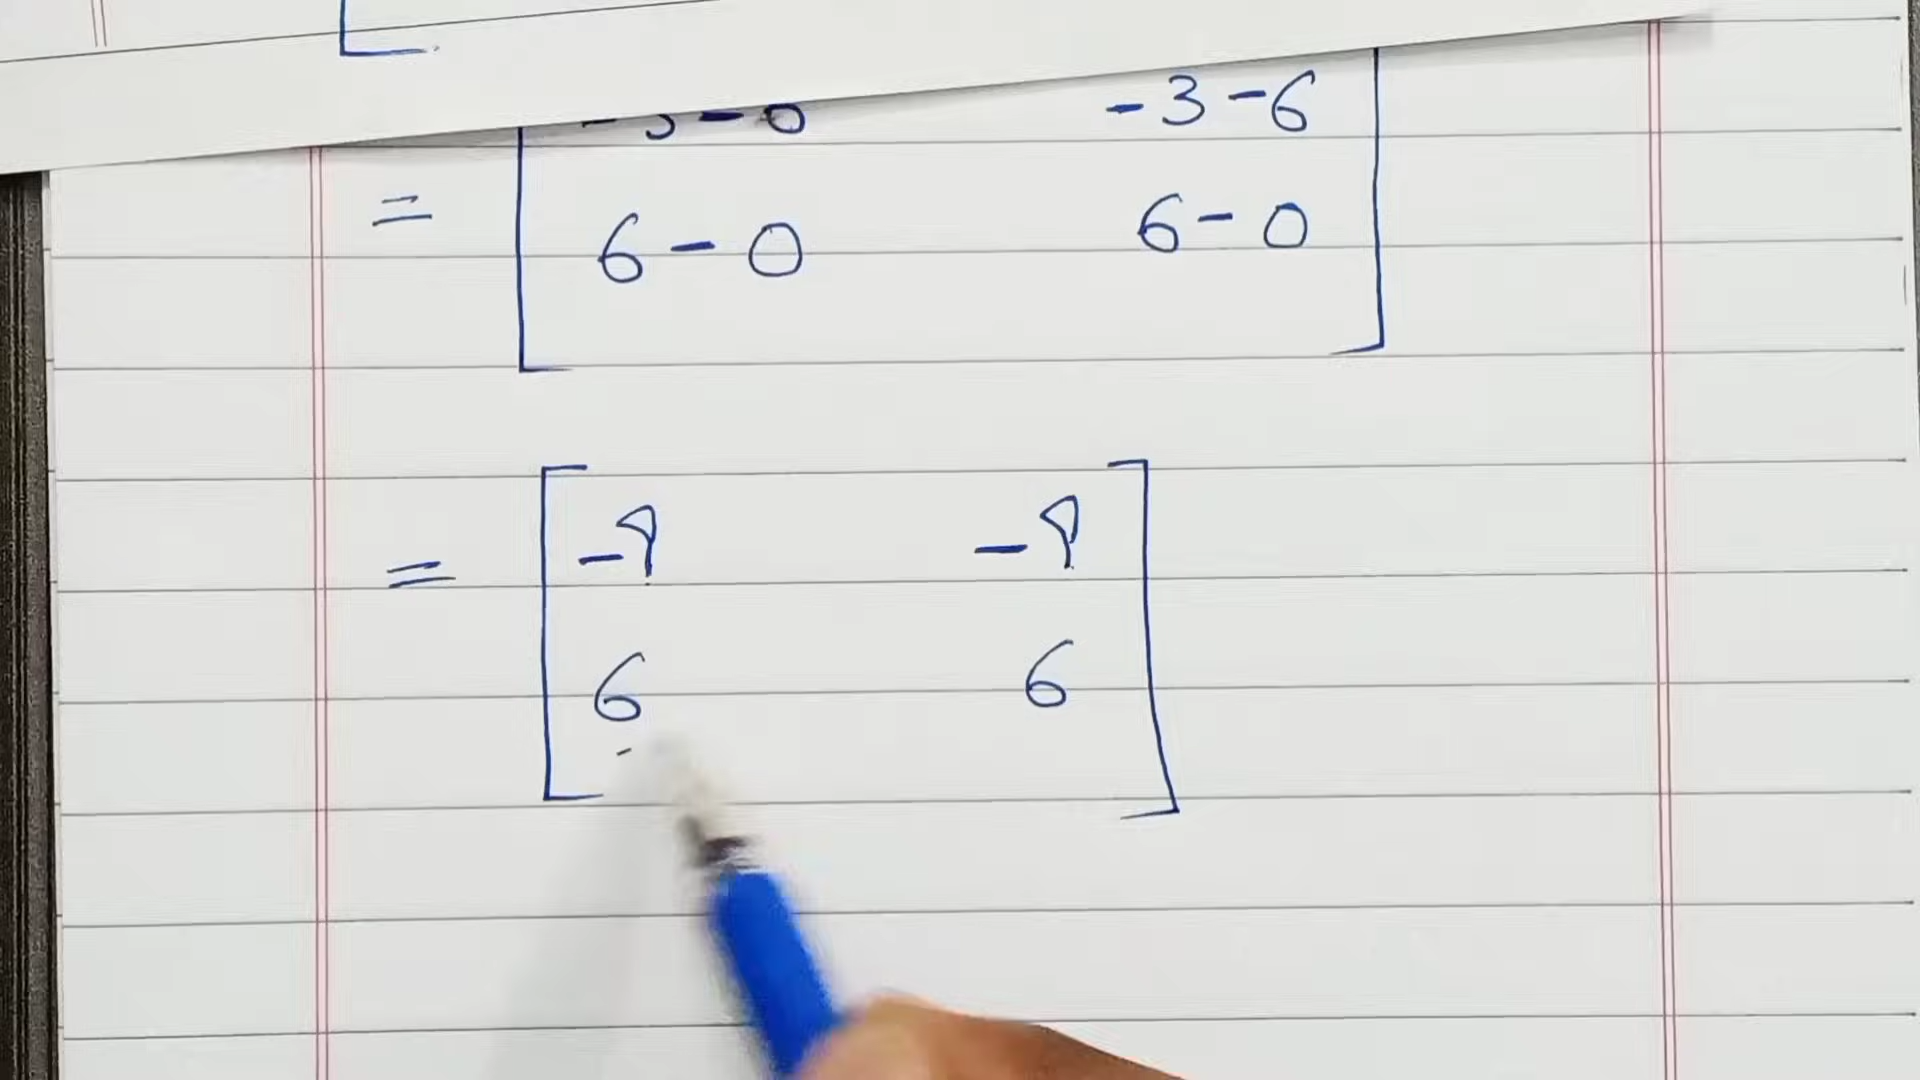 -3-6
= 6-0 6-0
= -9 -9
6 6